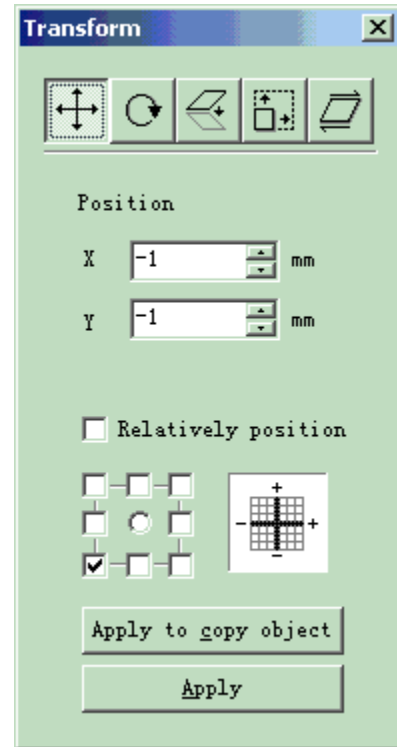 Transform
Position
X -1 mm
Y -1 mm
Relatively position
+
- +
-
Apply to copy object
Apply